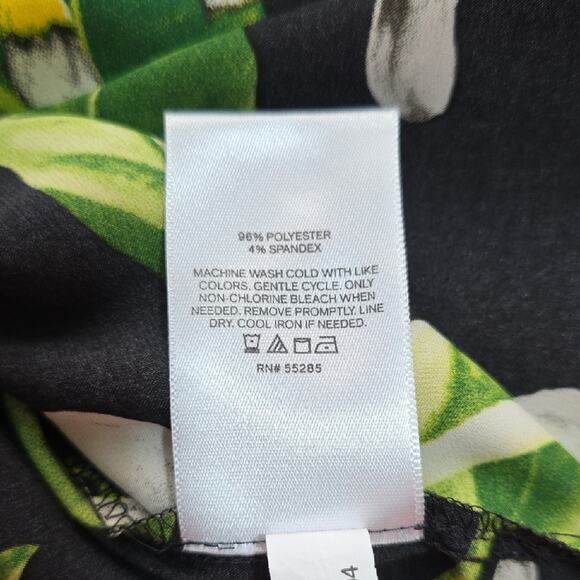 96% POLYESTER
4% SPANDEX
MACHINE WASH COLD WITH LIKE
COLORS. GENTLE CYCLE. ONLY
NON-CHLORINE BLEACH WHEN
NEEDED. REMOVE PROMPTLY. LINE
DRY. COOL IRON IF NEEDED.
RN# 55285
4